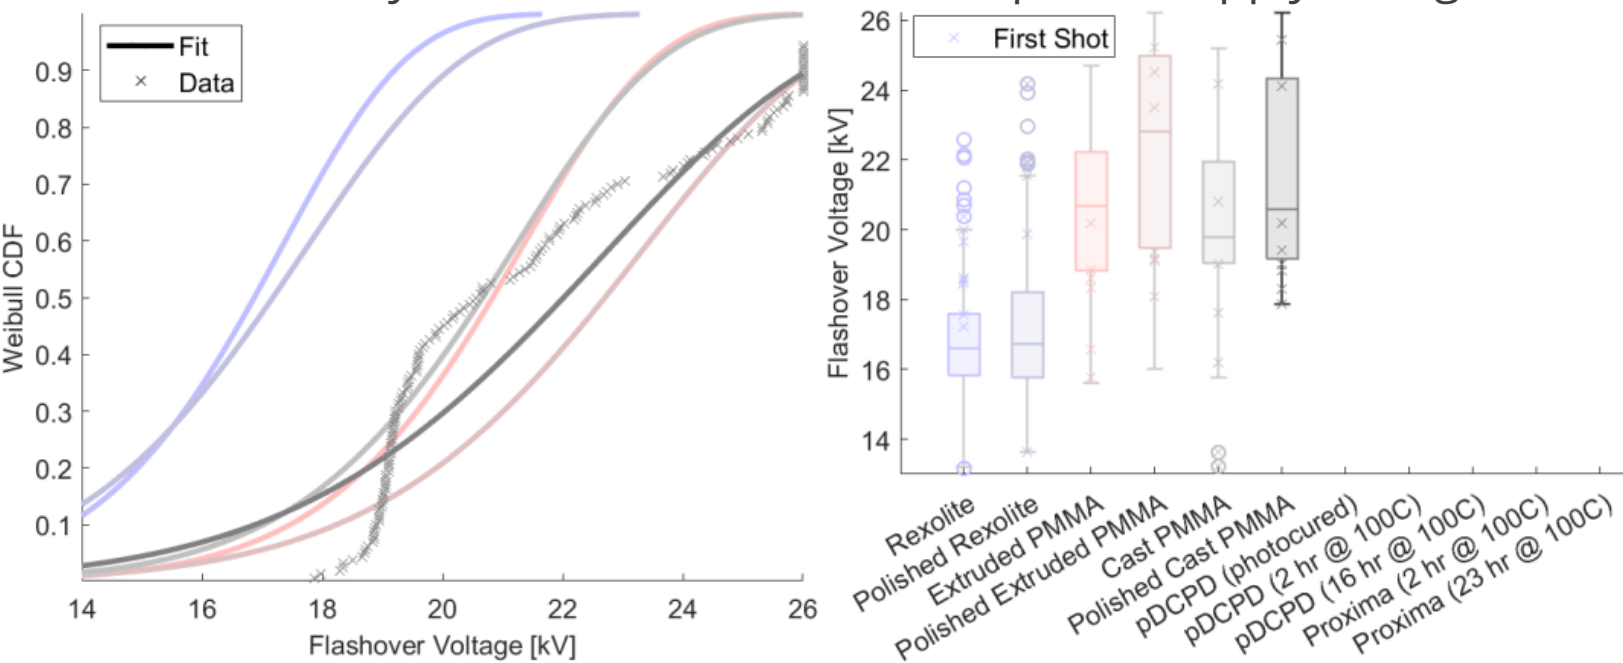 Fit
Data
0.9
0.8
0.7
0.6
0.5
0.4
0.3
0.2
0.1
14 16 18 20 22 24 26
Flashover Voltage [kV]
Weibull CDF
First Shot
26
24
22
20
18
16
14
Flashover Voltage [kV]
Rexolite
Polished Rexolite
Extruded PMMA
Polished Extruded PMMA
Cast PMMA
Polished Cast PMMA
pDCPD (photocured)
pDCPD (2 hr @ 100C)
pDCPD (16 hr @ 100C)
Proxima (2 hr @ 100C)
Proxima (23 hr @ 100C)